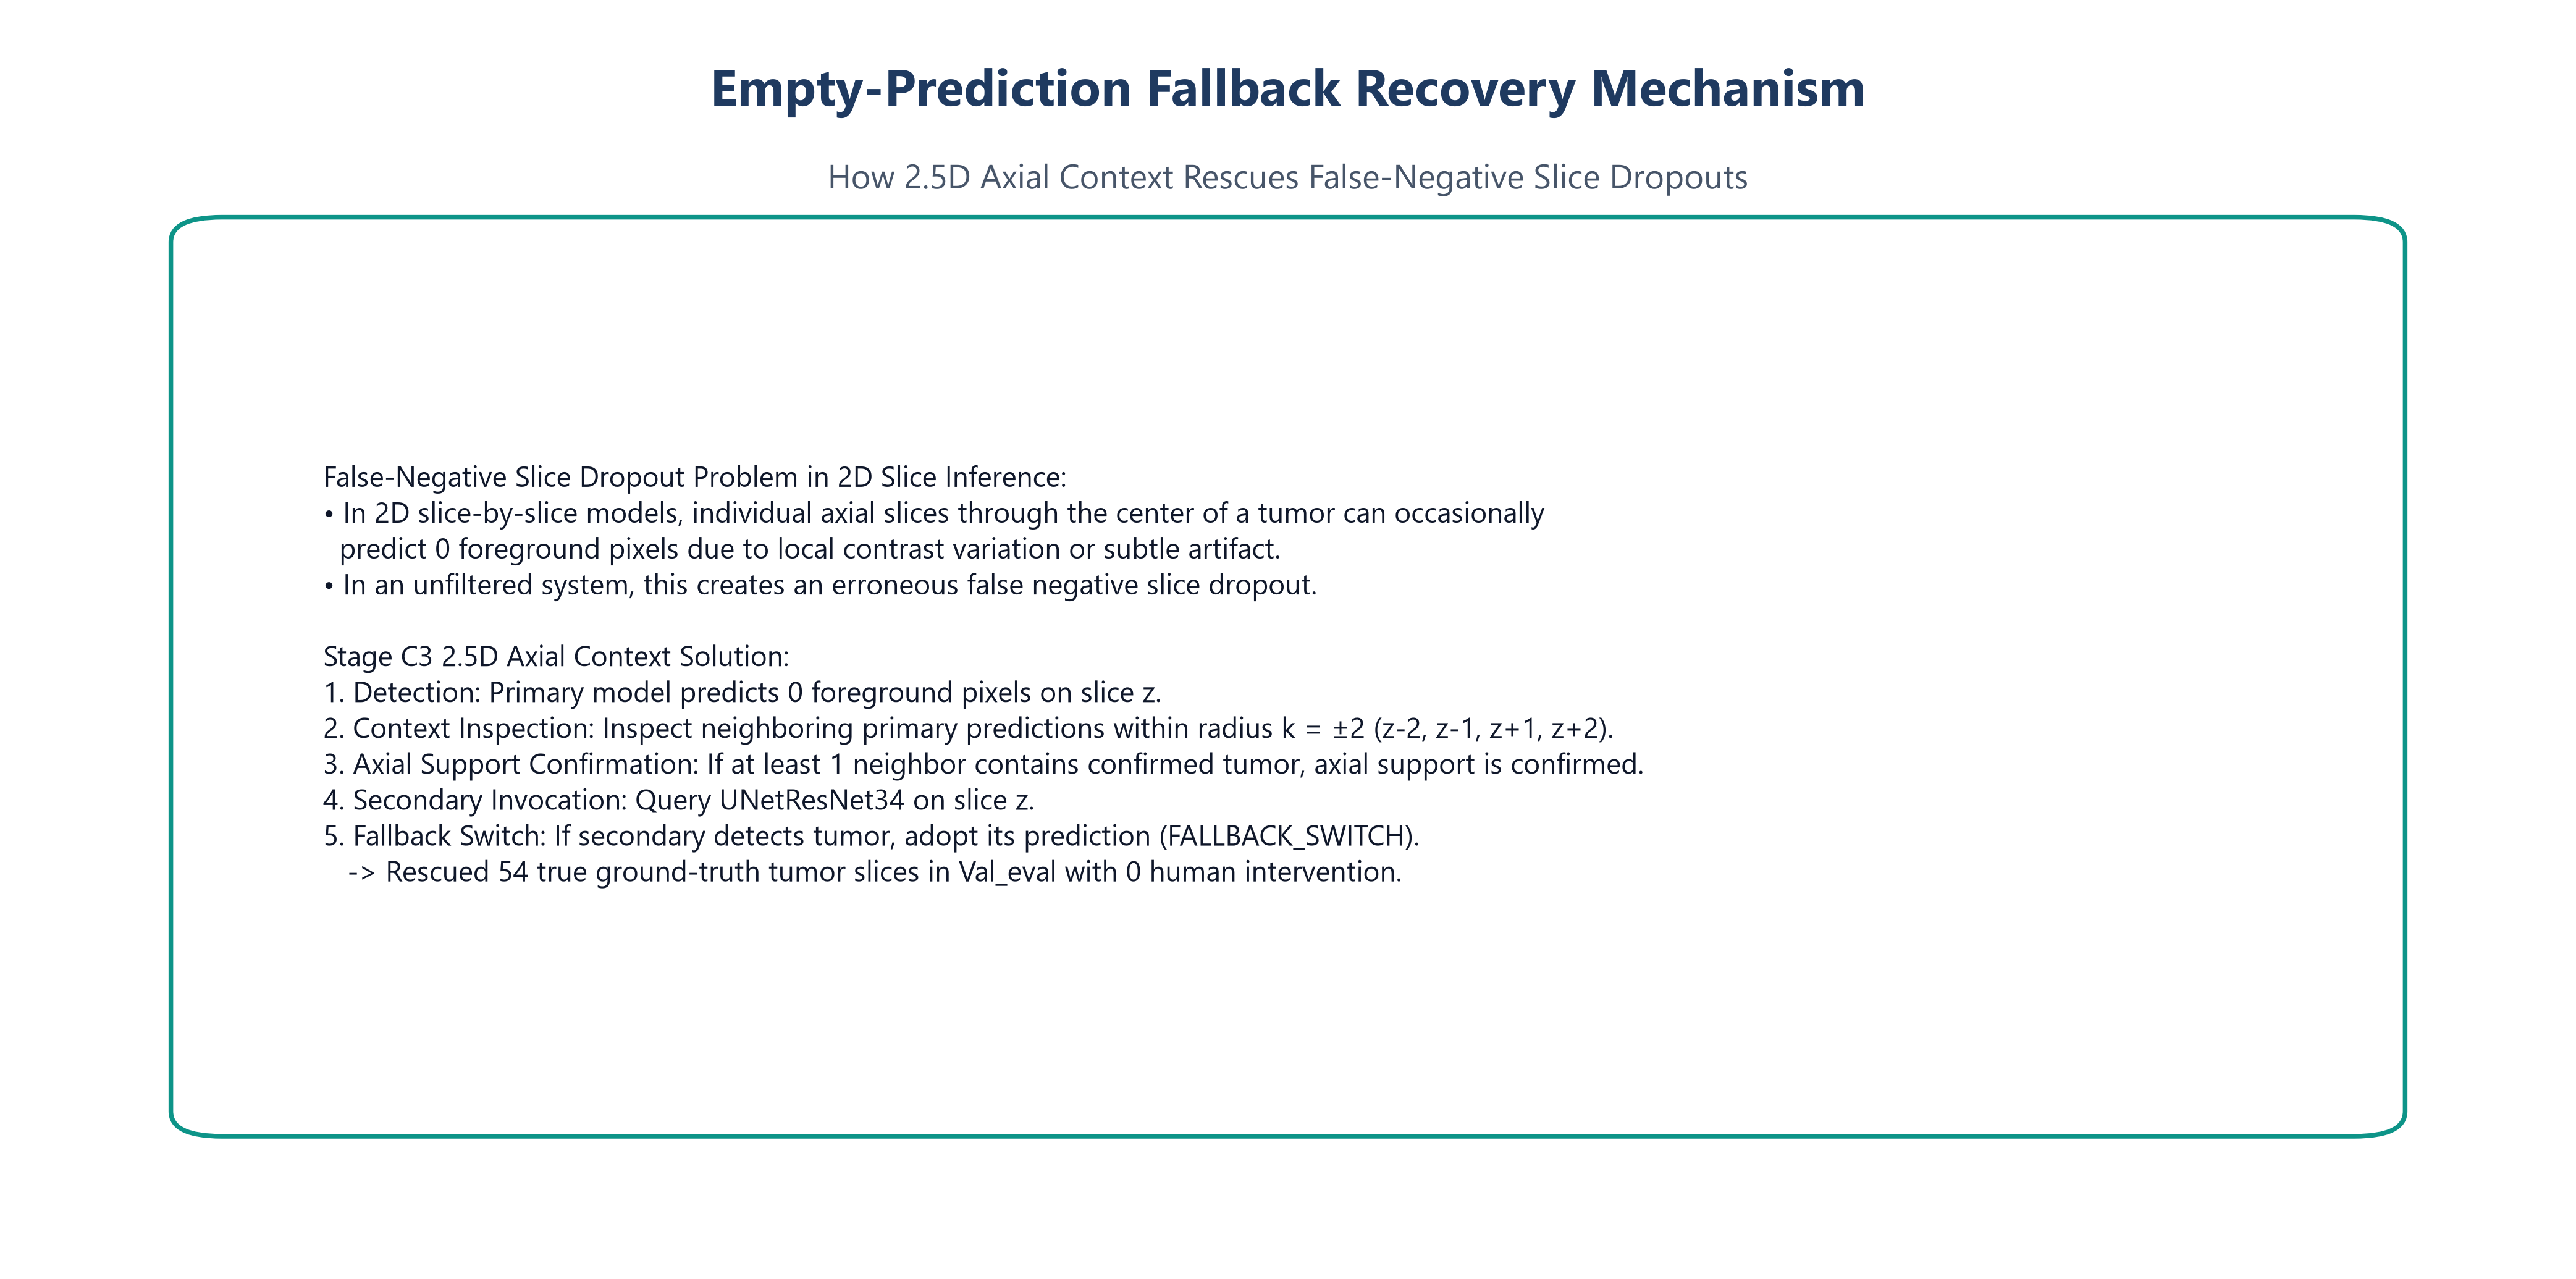 Empty-Prediction Fallback Recovery Mechanism
How 2.5D Axial Context Rescues False-Negative Slice Dropouts
False-Negative Slice Dropout Problem in 2D Slice Inference:
• In 2D slice-by-slice models, individual axial slices through the center of a tumor can occasionally
predict 0 foreground pixels due to local contrast variation or subtle artifact.
• In an unfiltered system, this creates an erroneous false negative slice dropout.
Stage C3 2.5D Axial Context Solution:
1. Detection: Primary model predicts 0 foreground pixels on slice z.
2. Context Inspection: Inspect neighboring primary predictions within radius k = ±2 (z-2, z-1, z+1, z+2).
3. Axial Support Confirmation: If at least 1 neighbor contains confirmed tumor, axial support is confirmed.
4. Secondary Invocation: Query UNetResNet34 on slice z.
5. Fallback Switch: If secondary detects tumor, adopt its prediction (FALLBACK_SWITCH).
-> Rescued 54 true ground-truth tumor slices in Val_eval with 0 human intervention.